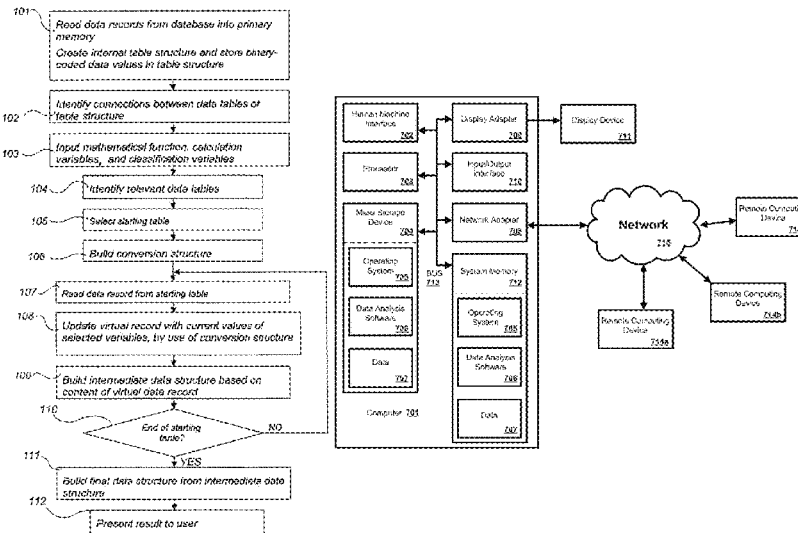 101
Read data records from database into primary
memory
Create internal table structure and store binary-
coded data values in table structure
102
Identify connections between data tables of
table structure
103
Input mathematical function, calculation
variables, and classification variables
104
Identify relevant data tables
105
Select starting table
106
Build conversion structure
107
Read data record from starting table
108
Update virtual record with current values of
selected variables, by use of conversion structure
109
Build intermediate data structure based on
content of virtual data record
110
End of starting
table?
NO
YES
111
Build final data structure from intermediate data
structure
112
Present result to user
Human Machine
Interface
702
Processor
703
Mass Storage
Device
704
Operating
System
705
Data Analysis
Software
706
Data
707
Computer 701
BUS
713
Display Adapter
709
Input/Output
Interface
710
Network Adapter
708
System Memory
712
Operating
System
705
Data Analysis
Software
706
Data
707
Display Device
711
Network
715
Remote Computing
Device
Remote Computing
Device
714b
Remote Computing
Device